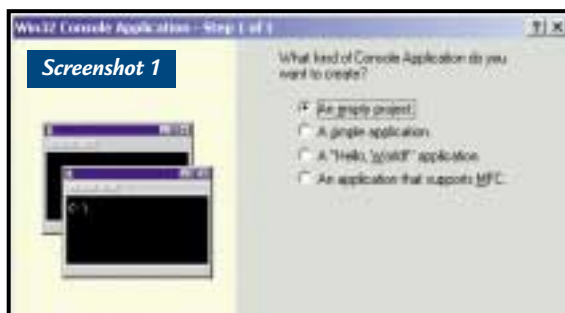 Win32 Console Application - Step 1 of 1
Screenshot 1
What kind of Console Application do you
want to create?
An empty project.
A simple application.
A "Hello, World!" application.
An application that supports MFC.
C:\